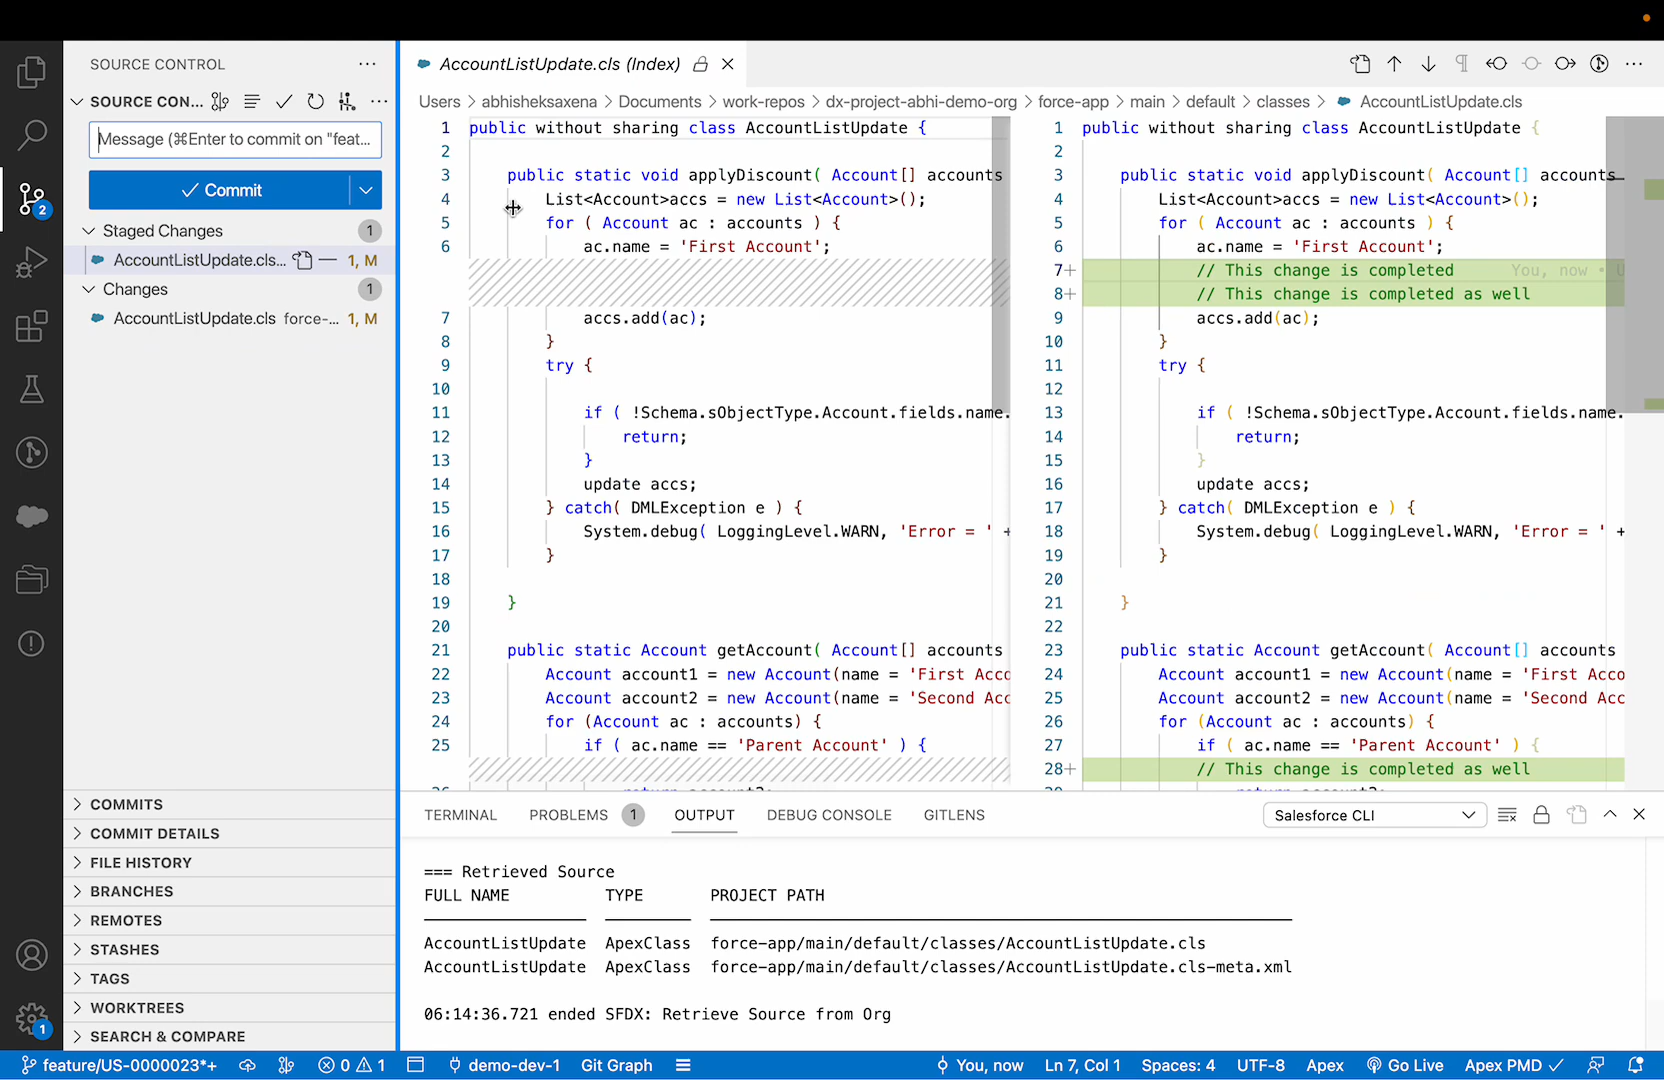 SOURCE CONTROL
SOURCE CON...
Message (⌘Enter to commit on "feat...
Commit
2
Staged Changes 1
AccountListUpdate.cls... 1, M
Changes 1
AccountListUpdate.cls force-... 1, M
COMMITS
COMMIT DETAILS
FILE HISTORY
BRANCHES
REMOTES
STASHES
TAGS
WORKTREES
SEARCH & COMPARE
1
AccountListUpdate.cls (Index)
Users > abhisheksaxena > Documents > work-repos > dx-project-abhi-demo-org > force-app > main > default > classes > AccountListUpdate.cls
1 public without sharing class AccountListUpdate {
2
3 public static void applyDiscount( Account[] accounts
4 List<Account>accs = new List<Account>();
5 for ( Account ac : accounts ) {
6 ac.name = 'First Account';
7 accs.add(ac);
8 }
9 try {
10
11 if ( !Schema.sObjectType.Account.fields.name.
12 return;
13 }
14 update accs;
15 } catch( DMLException e ) {
16 System.debug( LoggingLevel.WARN, 'Error = ' +
17 }
18
19 }
20
21 public static Account getAccount( Account[] accounts
22 Account account1 = new Account(name = 'First Acco
23 Account account2 = new Account(name = 'Second Acc
24 for (Account ac : accounts) {
25 if ( ac.name == 'Parent Account' ) {
1 public without sharing class AccountListUpdate {
2
3 public static void applyDiscount( Account[] accounts
4 List<Account>accs = new List<Account>();
5 for ( Account ac : accounts ) {
6 ac.name = 'First Account';
7+ // This change is completed You, now •
8+ // This change is completed as well
9 accs.add(ac);
10 }
11 try {
12
13 if ( !Schema.sObjectType.Account.fields.name.
14 return;
15 }
16 update accs;
17 } catch( DMLException e ) {
18 System.debug( LoggingLevel.WARN, 'Error = ' +
19 }
20
21 }
22
23 public static Account getAccount( Account[] accounts
24 Account account1 = new Account(name = 'First Acco
25 Account account2 = new Account(name = 'Second Acc
26 for (Account ac : accounts) {
27 if ( ac.name == 'Parent Account' ) {
28+ // This change is completed as well
TERMINAL PROBLEMS 1 OUTPUT DEBUG CONSOLE GITLENS Salesforce CLI
=== Retrieved Source
FULL NAME TYPE PROJECT PATH
AccountListUpdate ApexClass force-app/main/default/classes/AccountListUpdate.cls
AccountListUpdate ApexClass force-app/main/default/classes/AccountListUpdate.cls-meta.xml
06:14:36.721 ended SFDX: Retrieve Source from Org
feature/US-0000023*+ 0 1 demo-dev-1 Git Graph You, now Ln 7, Col 1 Spaces: 4 UTF-8 Apex Go Live Apex PMD ✓